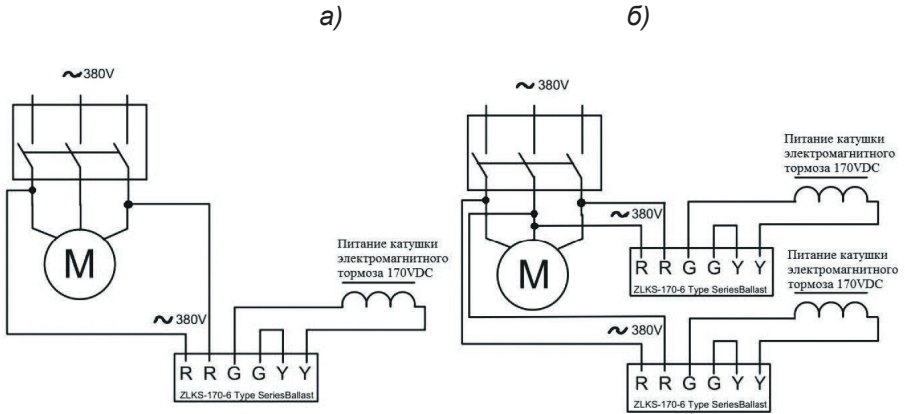 а)
б)
~380V
M
Питание катушки
электромагнитного
тормоза 170VDC
~380V
R R G G Y Y
ZLKS-170-6 Type SeriesBallast
~380V
Питание катушки
электромагнитного
тормоза 170VDC
~380V
M
R R G G Y Y
ZLKS-170-6 Type SeriesBallast
Питание катушки
электромагнитного
тормоза 170VDC
~380V
R R G G Y Y
ZLKS-170-6 Type SeriesBallast